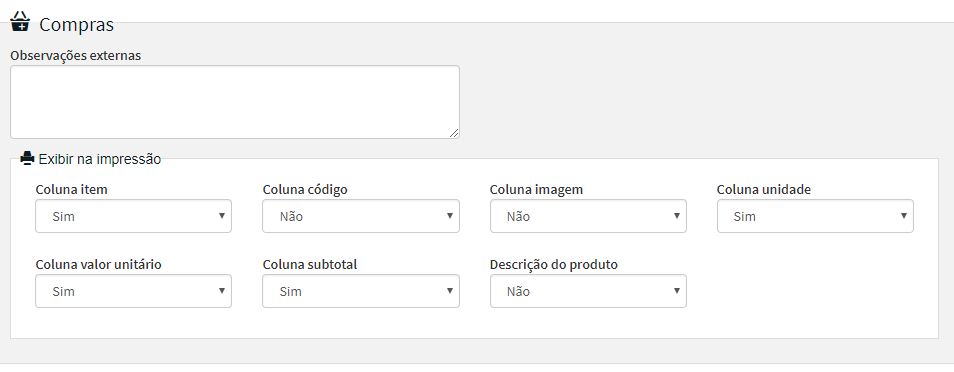 Compras
Observações externas
Exibir na impressão
Coluna item Coluna código Coluna imagem Coluna unidade
Sim Não Não Sim
Coluna valor unitário Coluna subtotal Descrição do produto
Sim Sim Não